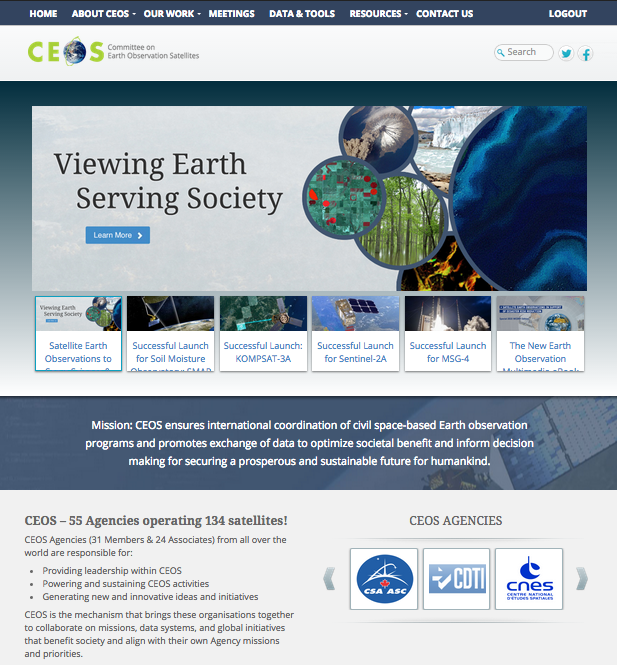 HOME ABOUT CEOS OUR WORK MEETINGS DATA & TOOLS RESOURCES CONTACT US LOGOUT
CEOS Committee on
Earth Observation Satellites
Search
Viewing Earth
Serving Society
Learn More
Viewing Earth
Serving Society
Satellite Earth
Observations to
Successful Launch
for Soil Moisture
Observatory: SMAP
Successful Launch:
KOMPSAT-3A
Successful Launch
for Sentinel-2A
Successful Launch
for MSG-4
The New Earth
Observation
Multimedia eBook
Mission: CEOS ensures international coordination of civil space-based Earth observation
programs and promotes exchange of data to optimize societal benefit and inform decision
making for securing a prosperous and sustainable future for humankind.
CEOS – 55 Agencies operating 134 satellites!
CEOS Agencies (31 Members & 24 Associates) from all over the
world are responsible for:
• Providing leadership within CEOS
• Powering and sustaining CEOS activities
• Generating new and innovative ideas and initiatives
CEOS is the mechanism that brings these organisations together
to collaborate on missions, data systems, and global initiatives
that benefit society and align with their own Agency missions
and priorities.
CEOS AGENCIES
CSA ASC
CDTI
cnes
CENTRE NATIONAL
D'ÉTUDES SPATIALES